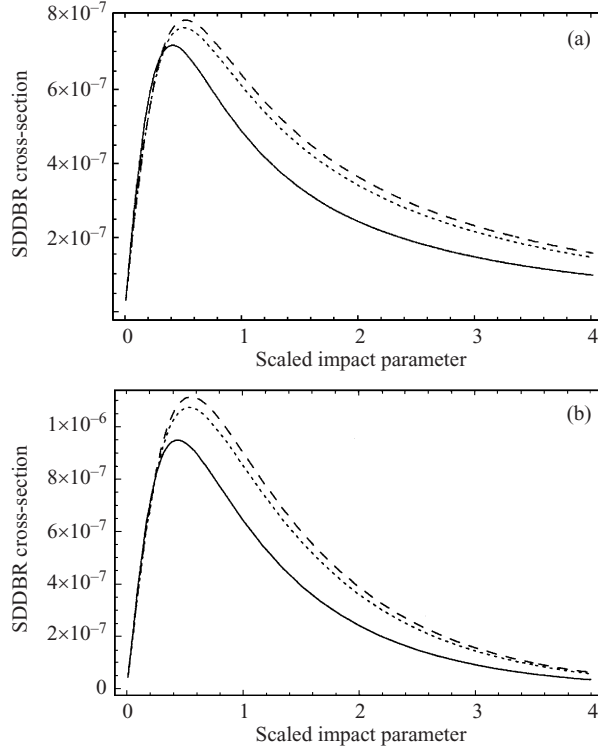 8×10⁻⁷
(a)
6×10⁻⁷
4×10⁻⁷
2×10⁻⁷
SDDBR cross-section
0 1 2 3 4
Scaled impact parameter
(b)
1×10⁻⁶
8×10⁻⁷
6×10⁻⁷
4×10⁻⁷
2×10⁻⁷
0
SDDBR cross-section
0 1 2 3 4
Scaled impact parameter